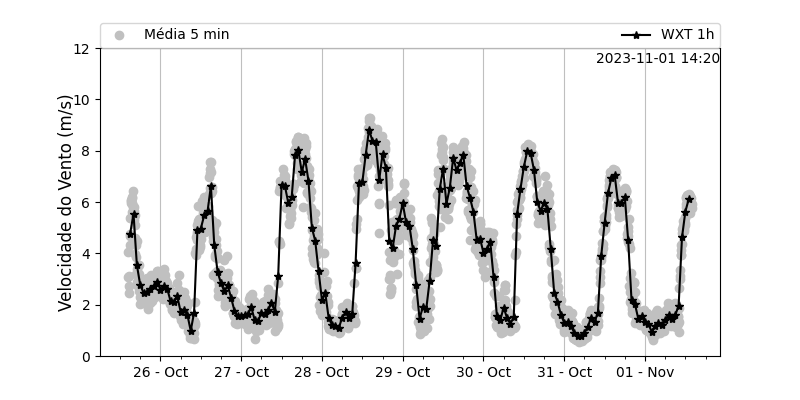 Média 5 min
WXT 1h
2023-11-01 14:20
Velocidade do Vento (m/s)
12
10
8
6
4
2
0
26 - Oct
27 - Oct
28 - Oct
29 - Oct
30 - Oct
31 - Oct
01 - Nov